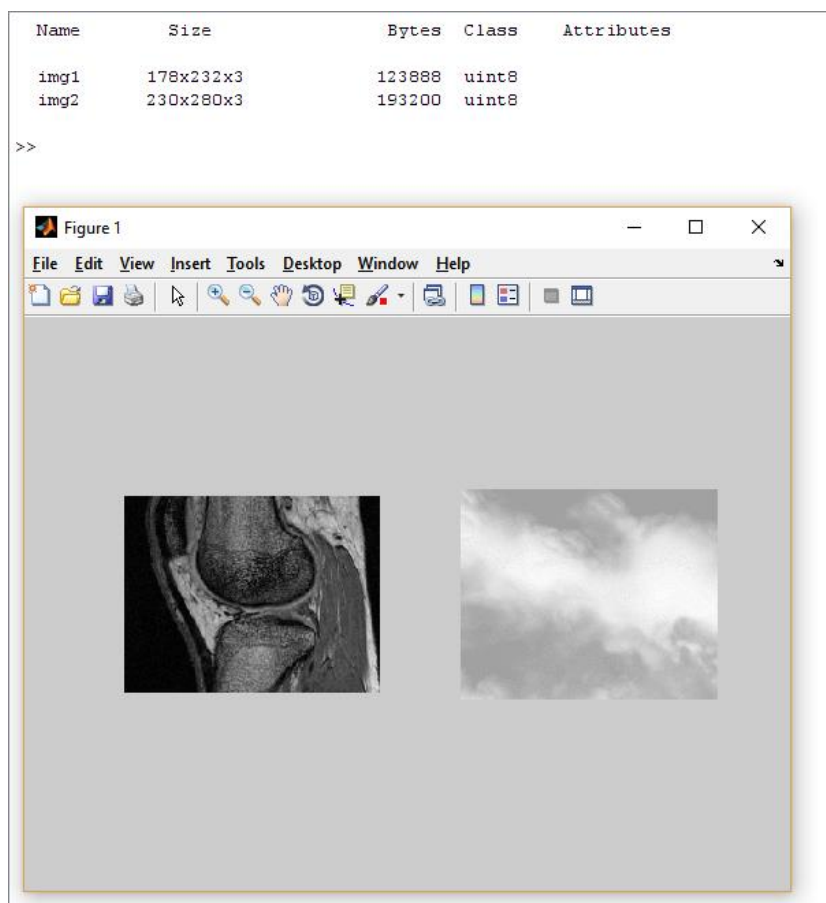 Name Size Bytes Class Attributes
img1 178x232x3 123888 uint8
img2 230x280x3 193200 uint8
>>
Figure 1
File Edit View Insert Tools Desktop Window Help